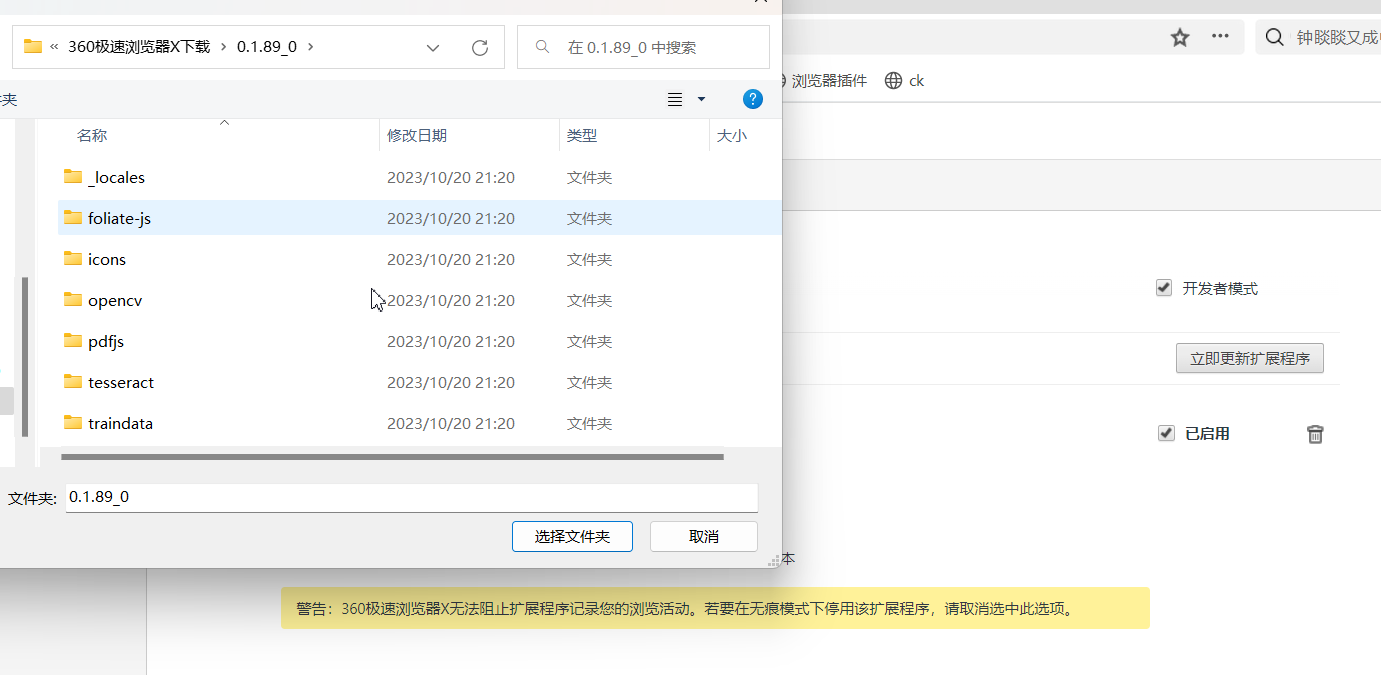 « 360极速浏览器X下载 › 0.1.89_0 ›
在 0.1.89_0 中搜索
夹
名称 修改日期 类型 大小
_locales 2023/10/20 21:20 文件夹
foliate-js 2023/10/20 21:20 文件夹
icons 2023/10/20 21:20 文件夹
opencv 2023/10/20 21:20 文件夹
pdfjs 2023/10/20 21:20 文件夹
tesseract 2023/10/20 21:20 文件夹
traindata 2023/10/20 21:20 文件夹
文件夹: 0.1.89_0
选择文件夹 取消
钟睒睒又成
浏览器插件 ck
开发者模式
立即更新扩展程序
已启用
本
警告：360极速浏览器X无法阻止扩展程序记录您的浏览活动。若要在无痕模式下停用该扩展程序，请取消选中此选项。